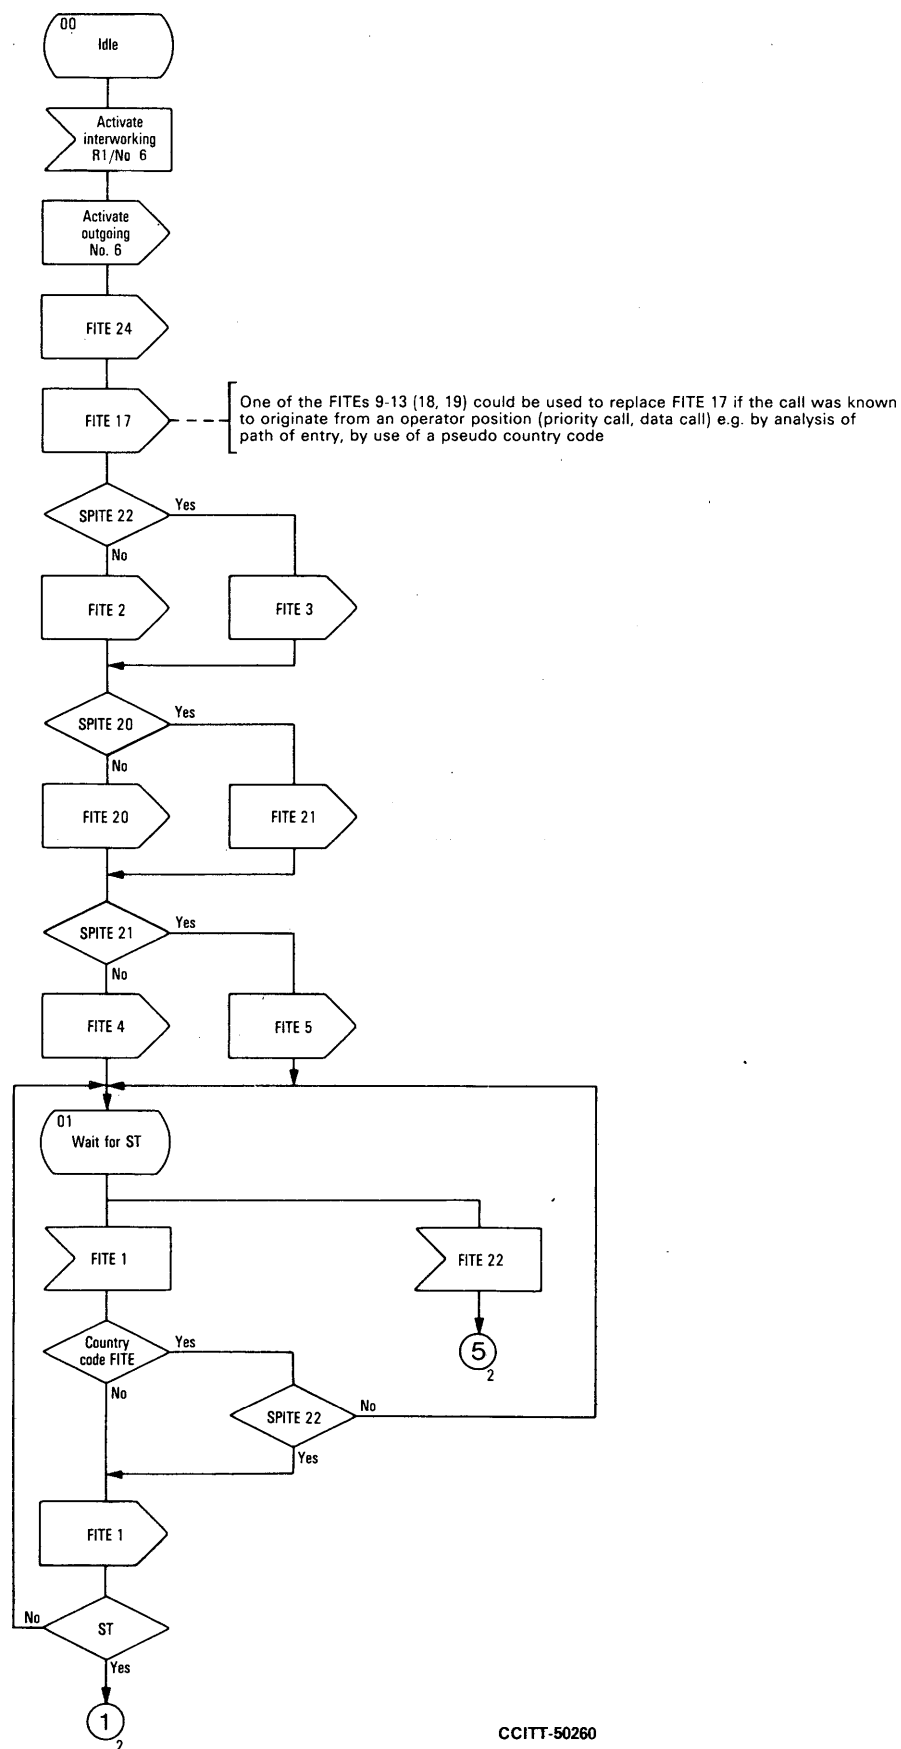 00
Idle
Activate
interworking
R1/No 6
Activate
outgoing
No. 6
FITE 24
FITE 17
One of the FITEs 9-13 (18, 19) could be used to replace FITE 17 if the call was known
to originate from an operator position (priority call, data call) e.g. by analysis of
path of entry, by use of a pseudo country code
SPITE 22
Yes
No
FITE 2
FITE 3
SPITE 20
Yes
No
FITE 20
FITE 21
SPITE 21
Yes
No
FITE 4
FITE 5
01
Wait for ST
FITE 1
FITE 22
Country
code FITE
Yes
No
5
2
SPITE 22
No
Yes
FITE 1
No
ST
Yes
1
2
CCITT-50260